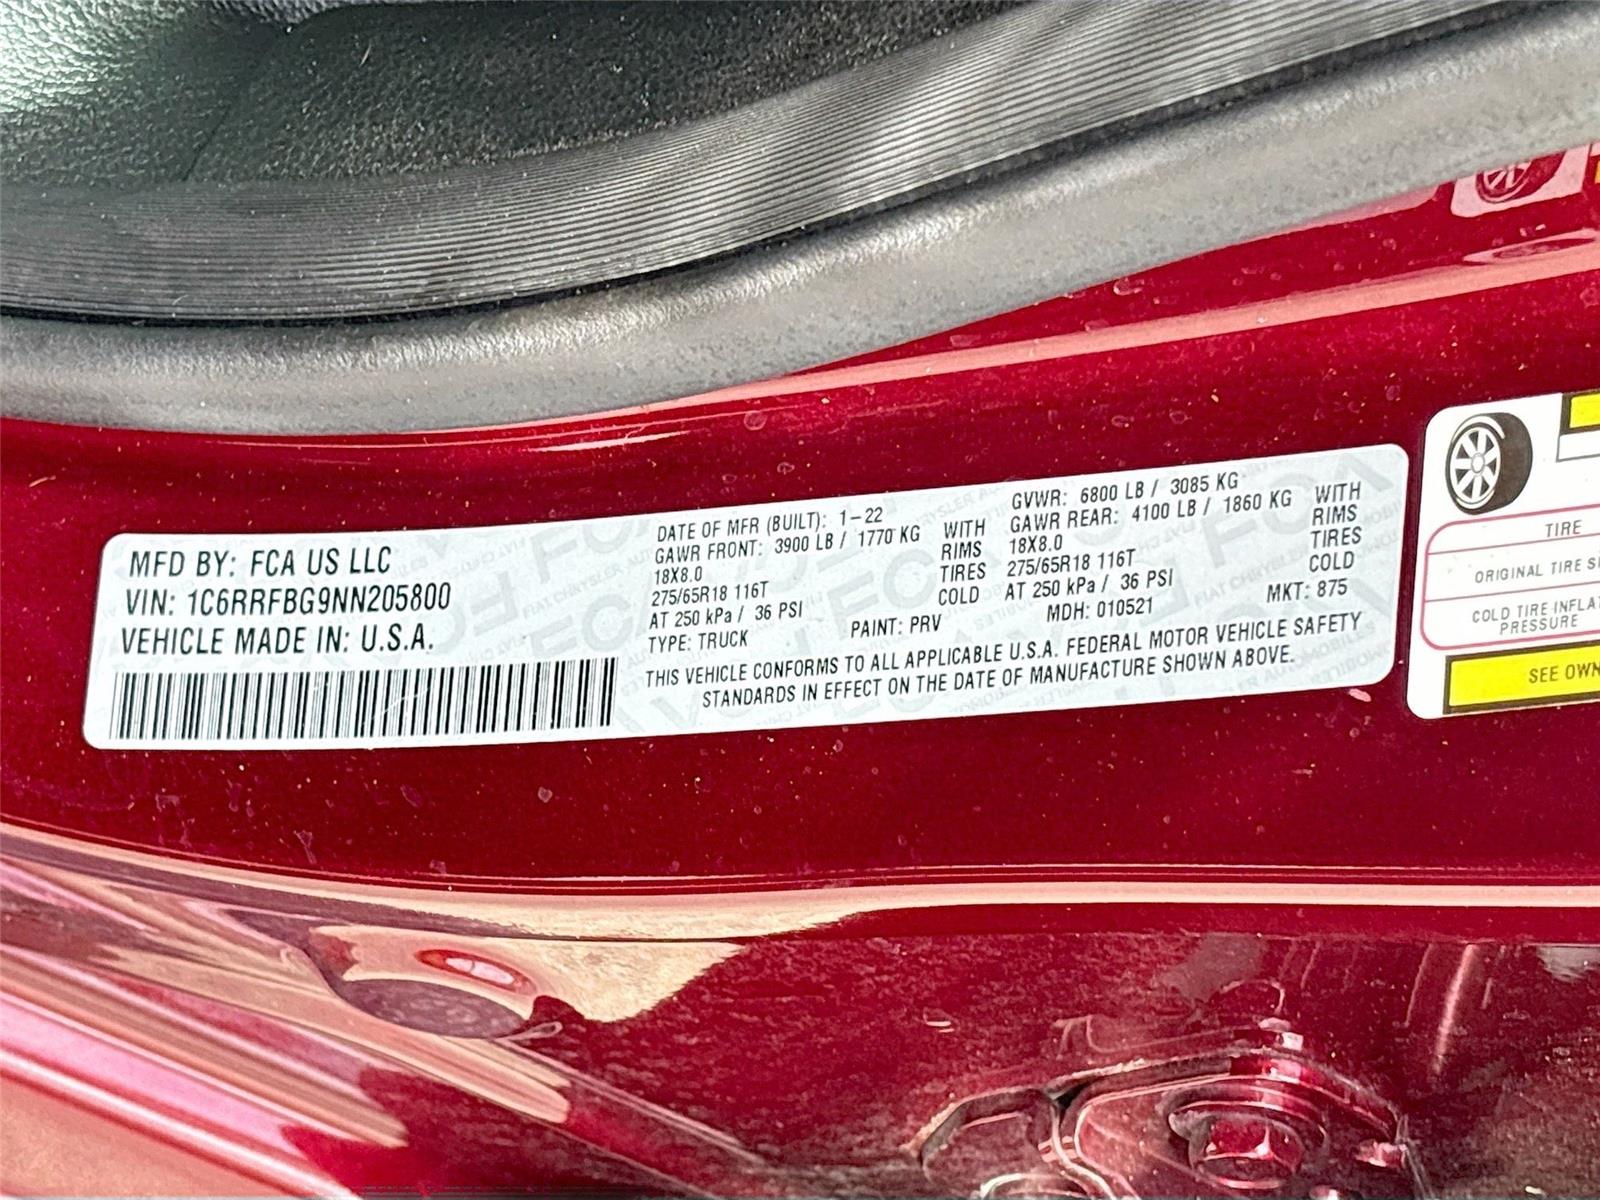 MFD BY: FCA US LLC
VIN: 1C6RRFBG9NN205800
VEHICLE MADE IN: U.S.A.
DATE OF MFR (BUILT): 1-22
GAWR FRONT: 3900 LB / 1770 KG WITH
18X8.0 RIMS
275/65R18 116T TIRES
AT 250 kPa / 36 PSI COLD
TYPE: TRUCK
PAINT: PRV
GVWR: 6800 LB / 3085 KG
GAWR REAR: 4100 LB / 1860 KG WITH
18X8.0 RIMS
275/65R18 116T TIRES
AT 250 kPa / 36 PSI COLD
MDH: 010521
MKT: 875
THIS VEHICLE CONFORMS TO ALL APPLICABLE U.S.A. FEDERAL MOTOR VEHICLE SAFETY
STANDARDS IN EFFECT ON THE DATE OF MANUFACTURE SHOWN ABOVE.
TIRE
ORIGINAL TIRE
COLD TIRE
PRESSURE
SEE